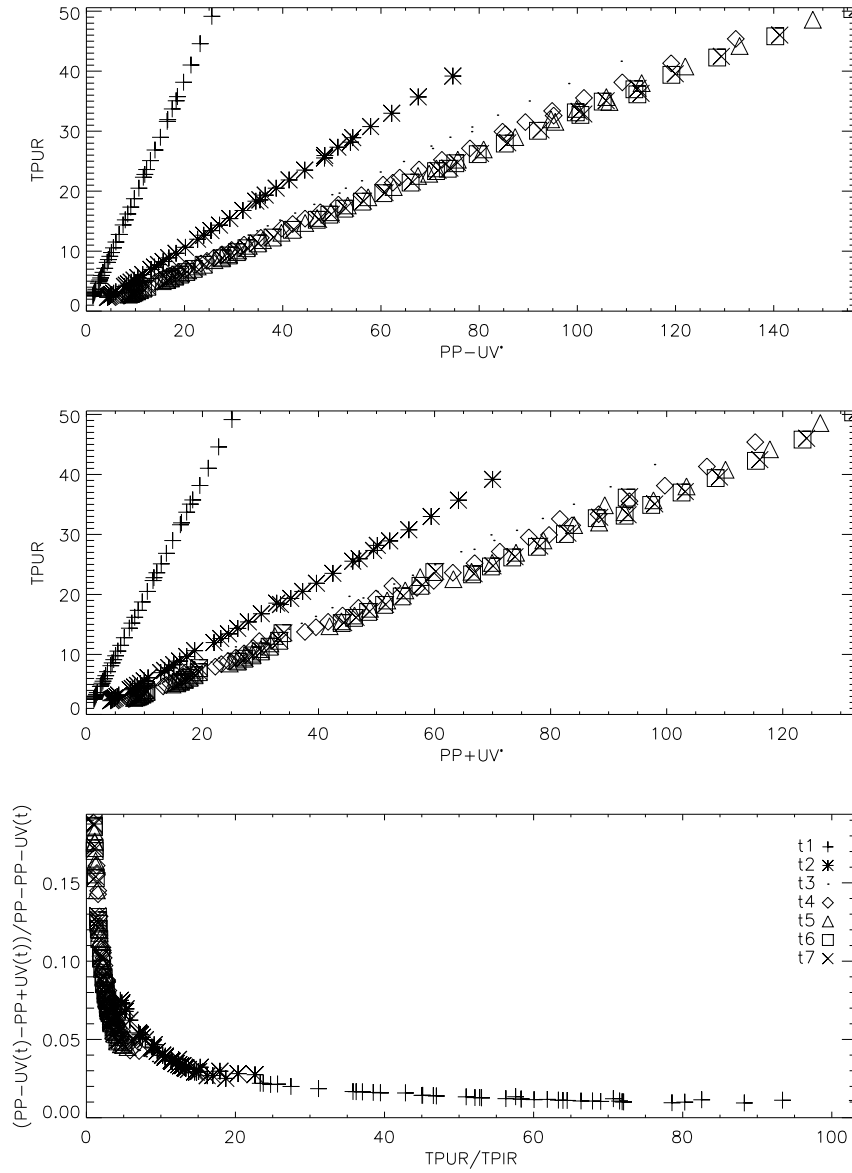 50
40
30
20
10
0
TPUR
0 20 40 60 80 100 120 140
PP−UV*
50
40
30
20
10
0
TPUR
0 20 40 60 80 100 120
PP+UV*
0.15
0.10
0.05
0.00
(PP−UV(t)−PP+UV(t))/PP−PP−UV(t)
t1
t2
t3
t4
t5
t6
t7
0 20 40 60 80 100
TPUR/TPIR